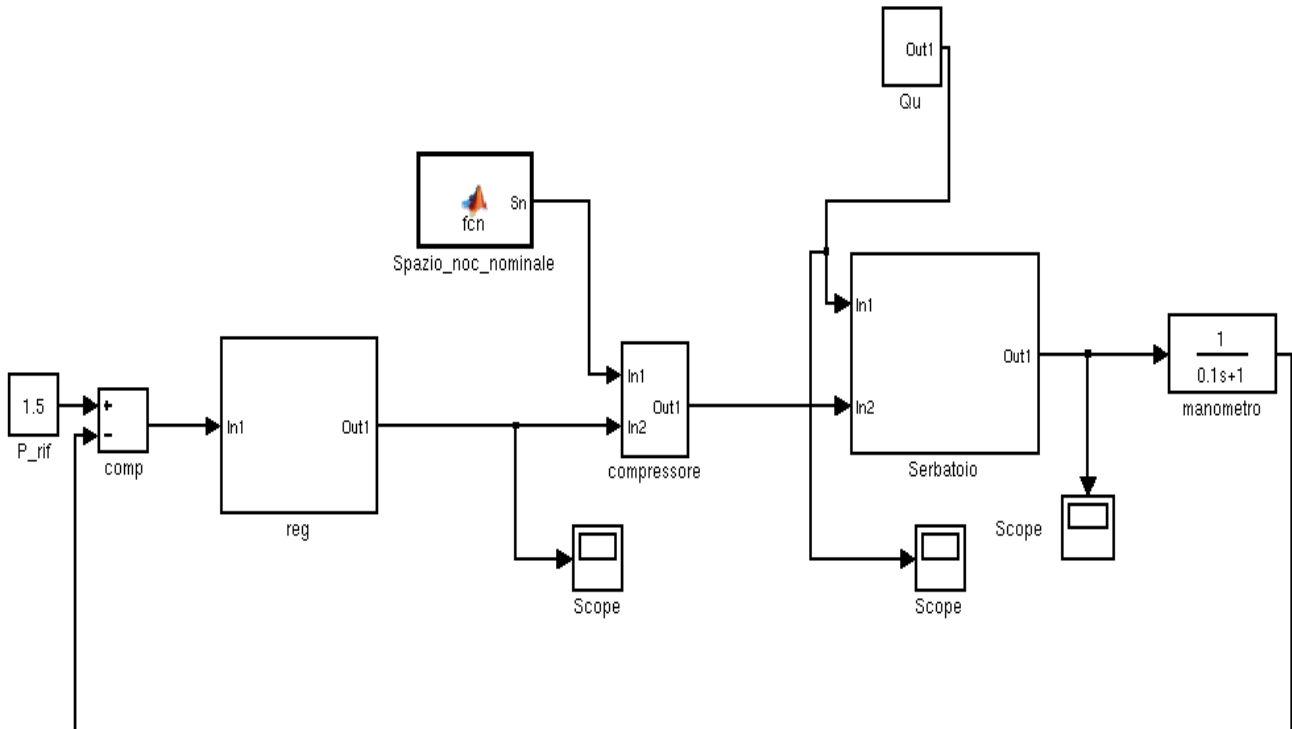 Out1
Qu
Sn
fcn
Spazio_noc_nominale
In1
In1
Out1
1
0.1s+1
manometro
1.5
P_rif
+
−
comp
In1
Out1
reg
In2
Out1
compressore
In2
Serbatoio
Scope
Scope
Scope